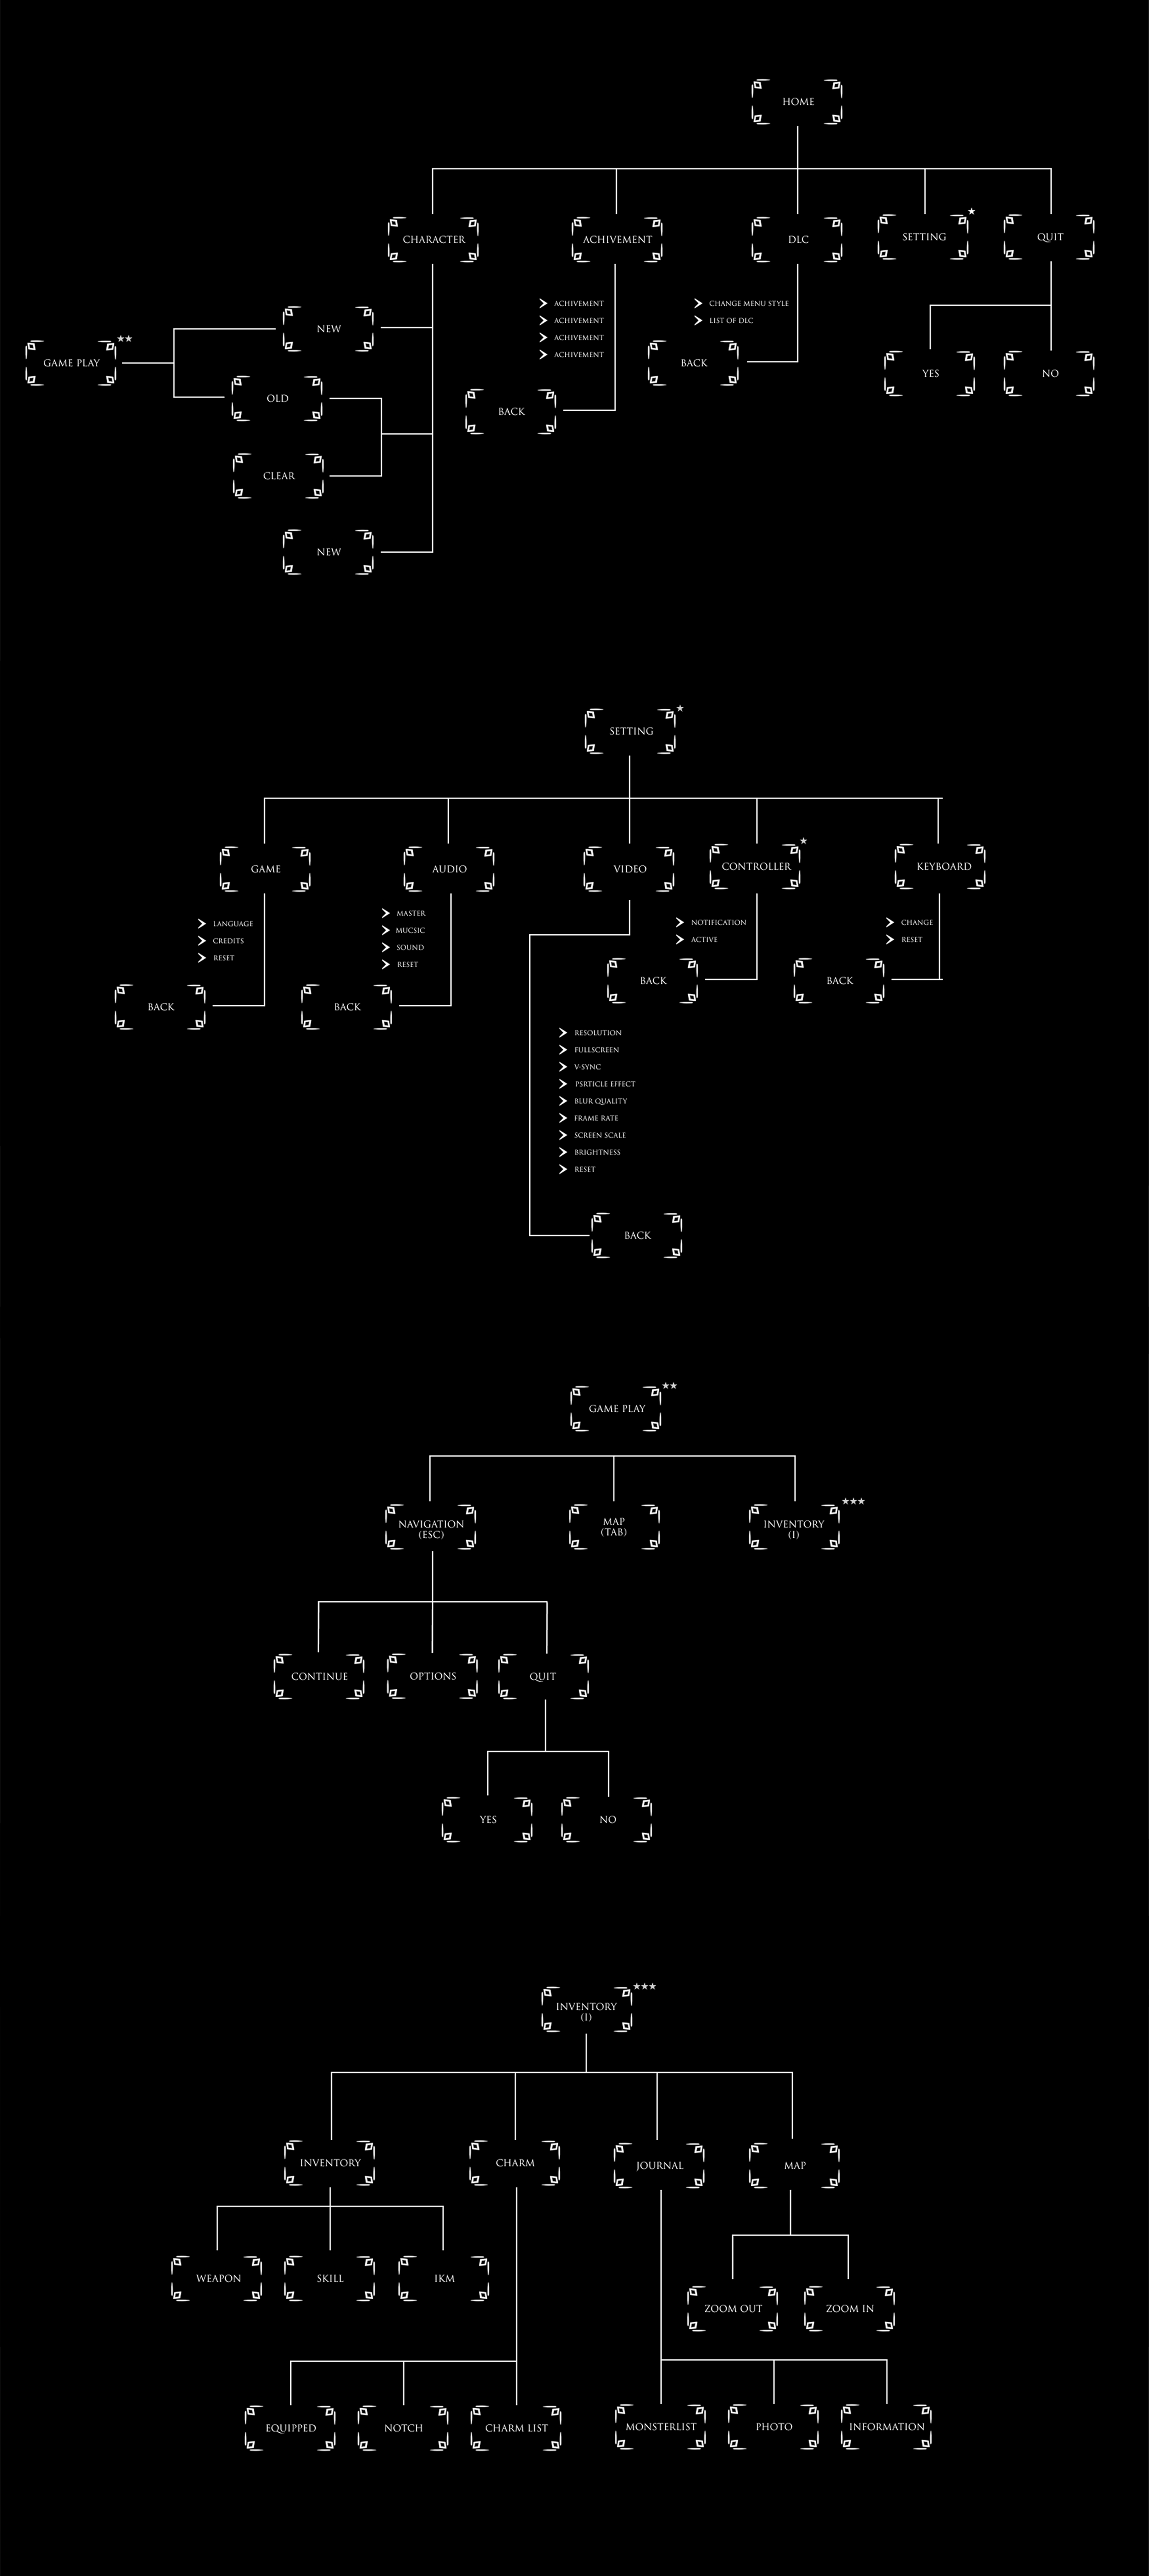 HOME
CHARACTER
ACHIVEMENT
DLC
SETTING
QUIT
ACHIVEMENT
ACHIVEMENT
ACHIVEMENT
ACHIVEMENT
BACK
CHANGE MENU STYLE
LIST OF DLC
BACK
YES
NO
NEW
GAME PLAY
OLD
CLEAR
NEW
SETTING
GAME
AUDIO
VIDEO
CONTROLLER
KEYBOARD
LANGUAGE
CREDITS
RESET
BACK
MASTER
MUCSIC
SOUND
RESET
BACK
NOTIFICATION
ACTIVE
BACK
CHANGE
RESET
BACK
RESOLUTION
FULLSCREEN
V-SYNC
PSRTICLE EFFECT
BLUR QUALITY
FRAME RATE
SCREEN SCALE
BRIGHTNESS
RESET
BACK
GAME PLAY
NAVIGATION
(ESC)
MAP
(TAB)
INVENTORY
(I)
CONTINUE
OPTIONS
QUIT
YES
NO
INVENTORY
(I)
INVENTORY
CHARM
JOURNAL
MAP
WEAPON
SKILL
IKM
ZOOM OUT
ZOOM IN
EQUIPPED
NOTCH
CHARM LIST
MONSTERLIST
PHOTO
INFORMATION